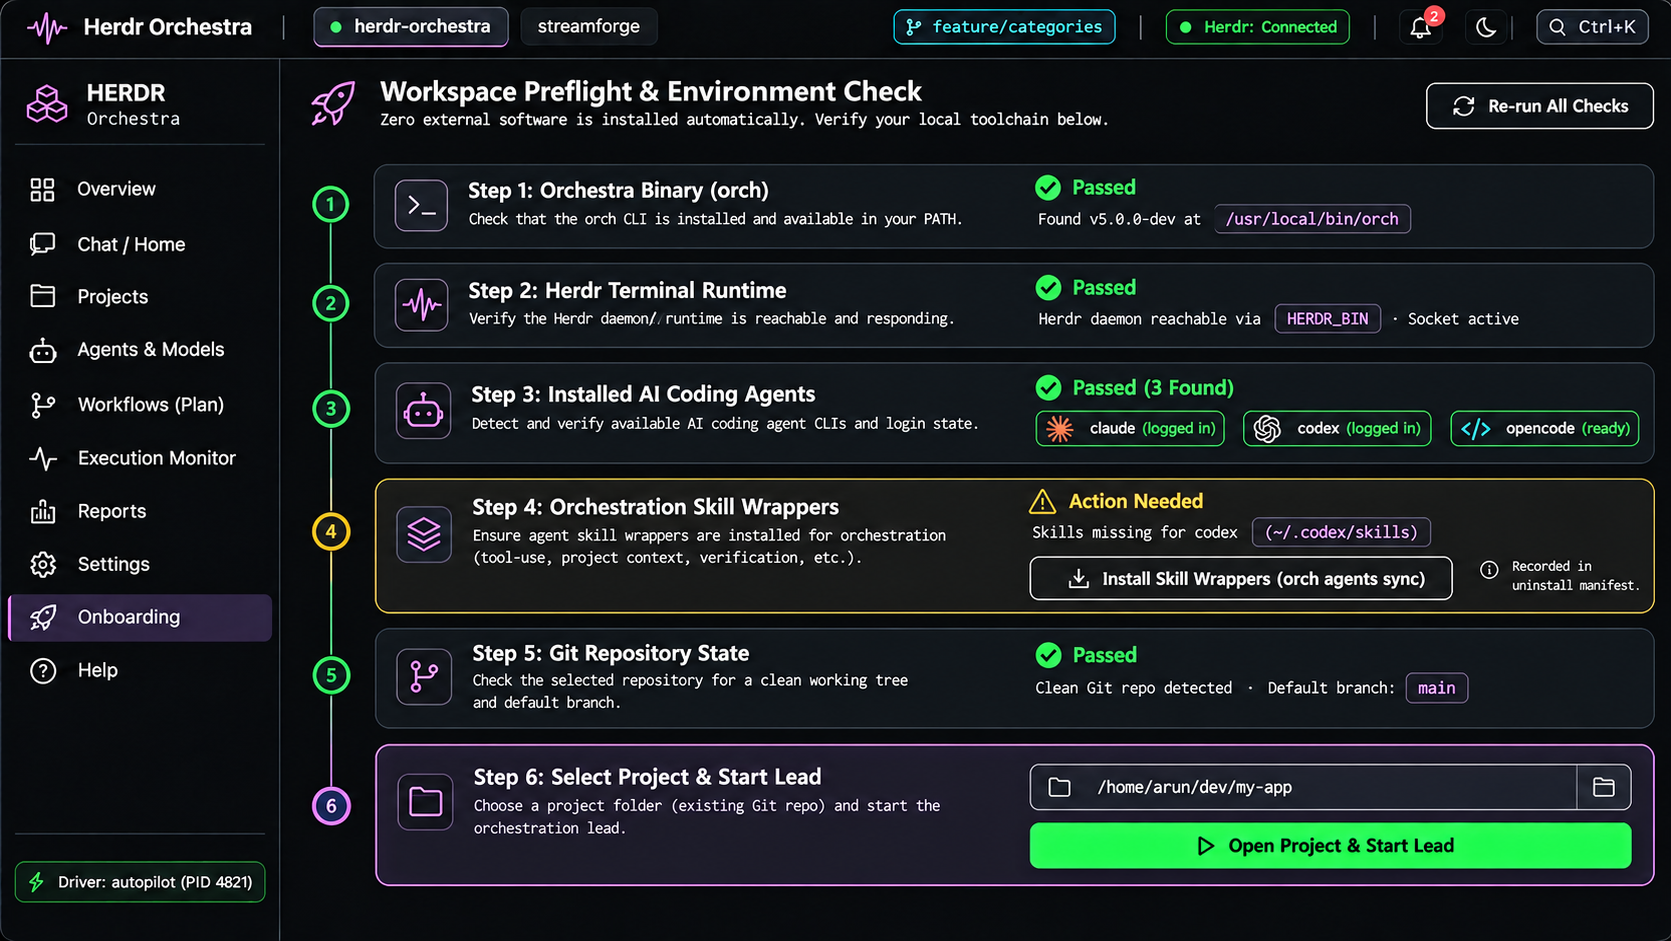 Herdr Orchestra
herdr-orchestra
streamforge
feature/categories
Herdr: Connected
2
Ctrl+K
HERDR
Orchestra
Overview
Chat / Home
Projects
Agents & Models
Workflows (Plan)
Execution Monitor
Reports
Settings
Onboarding
Help
Driver: autopilot (PID 4821)
Workspace Preflight & Environment Check
Zero external software is installed automatically. Verify your local toolchain below.
Re-run All Checks
1
Step 1: Orchestra Binary (orch)
Check that the orch CLI is installed and available in your PATH.
Passed
Found v5.0.0-dev at /usr/local/bin/orch
2
Step 2: Herdr Terminal Runtime
Verify the Herdr daemon/ runtime is reachable and responding.
Passed
Herdr daemon reachable via HERDR_BIN · Socket active
3
Step 3: Installed AI Coding Agents
Detect and verify available AI coding agent CLIs and login state.
Passed (3 Found)
claude (logged in)
codex (logged in)
opencode (ready)
4
Step 4: Orchestration Skill Wrappers
Ensure agent skill wrappers are installed for orchestration
(tool-use, project context, verification, etc.).
Action Needed
Skills missing for codex (~/.codex/skills)
Install Skill Wrappers (orch agents sync)
Recorded in
uninstall manifest.
5
Step 5: Git Repository State
Check the selected repository for a clean working tree
and default branch.
Passed
Clean Git repo detected · Default branch: main
6
Step 6: Select Project & Start Lead
Choose a project folder (existing Git repo) and start the
orchestration lead.
/home/arun/dev/my-app
Open Project & Start Lead